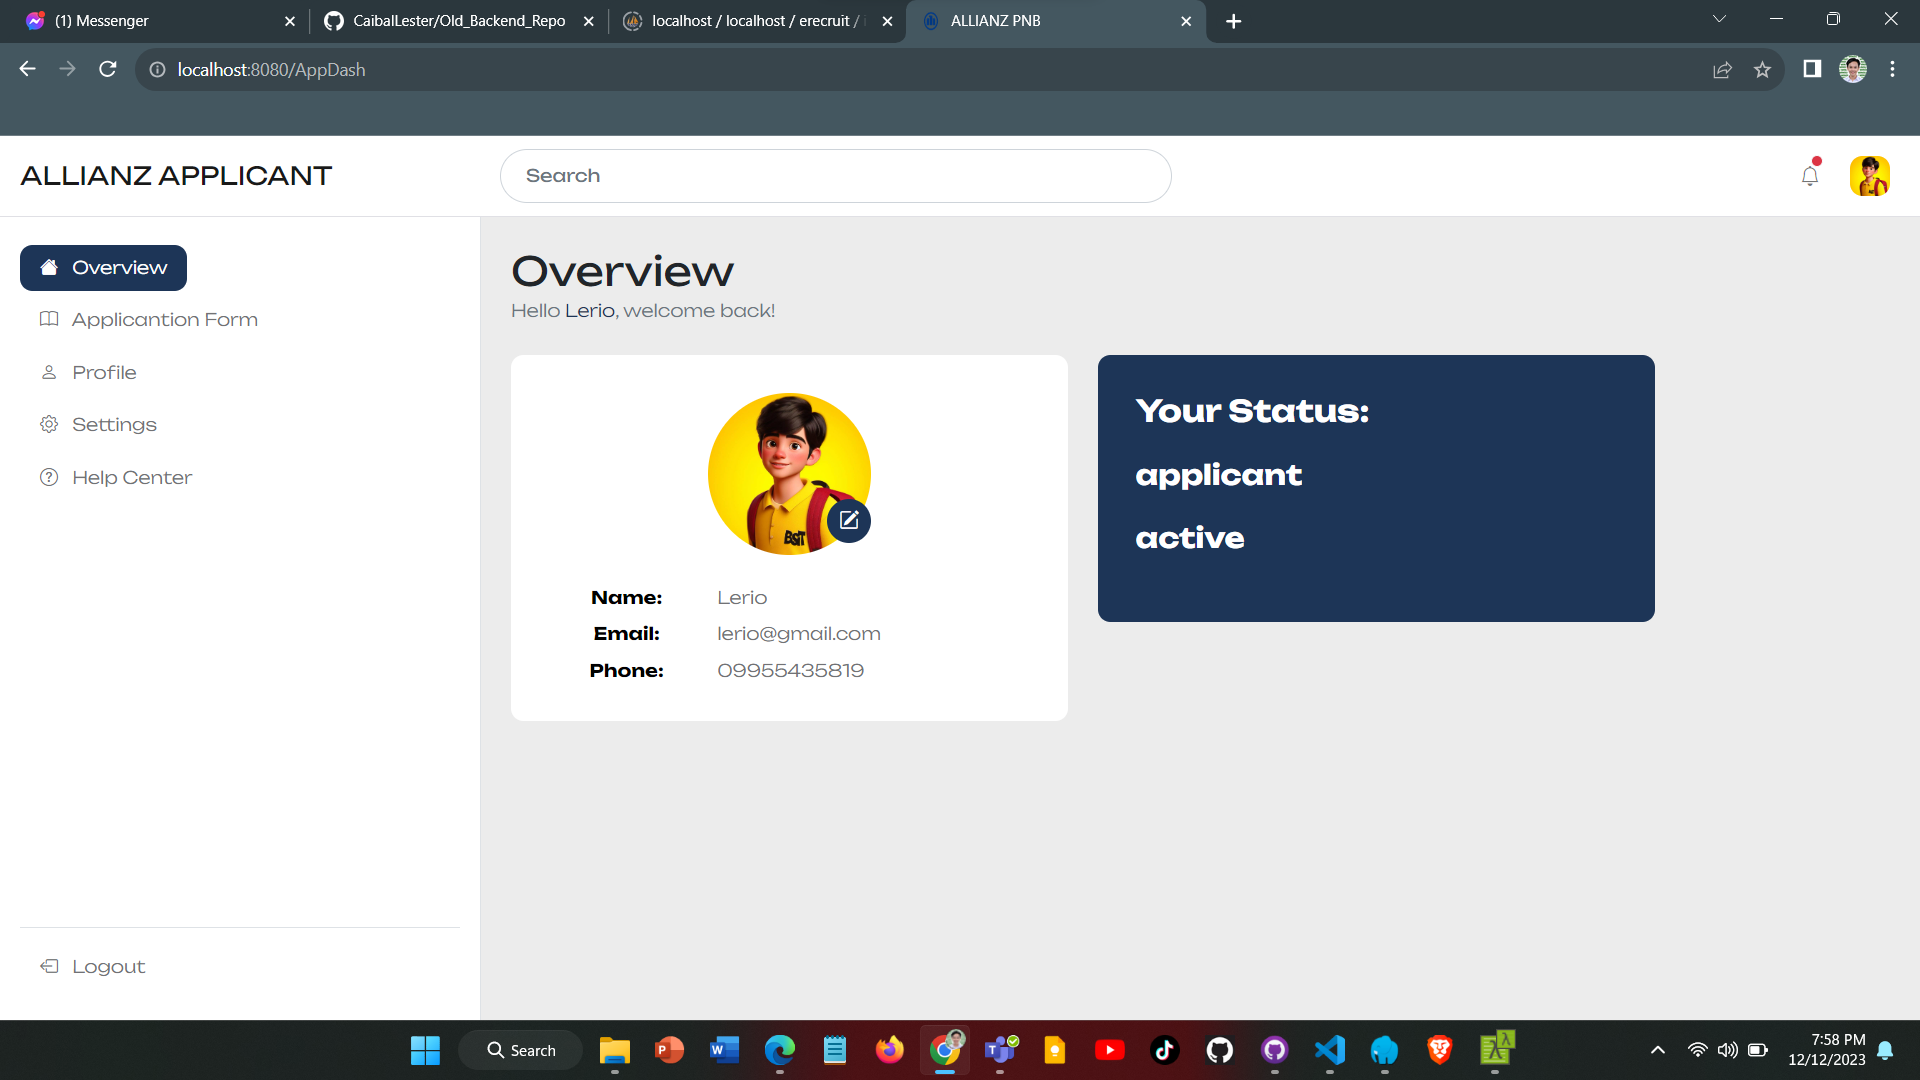 (1) Messenger
CaibalLester/Old_Backend_Repo
localhost / localhost / erecruit /
ALLIANZ PNB
localhost:8080/AppDash
ALLIANZ APPLICANT
Search
Overview
Applicantion Form
Profile
Settings
Help Center
Logout
Overview
Hello Lerio, welcome back!
BSIT
Name: Lerio
Email: lerio@gmail.com
Phone: 09955435819
Your Status:
applicant
active
Search
7:58 PM
12/12/2023